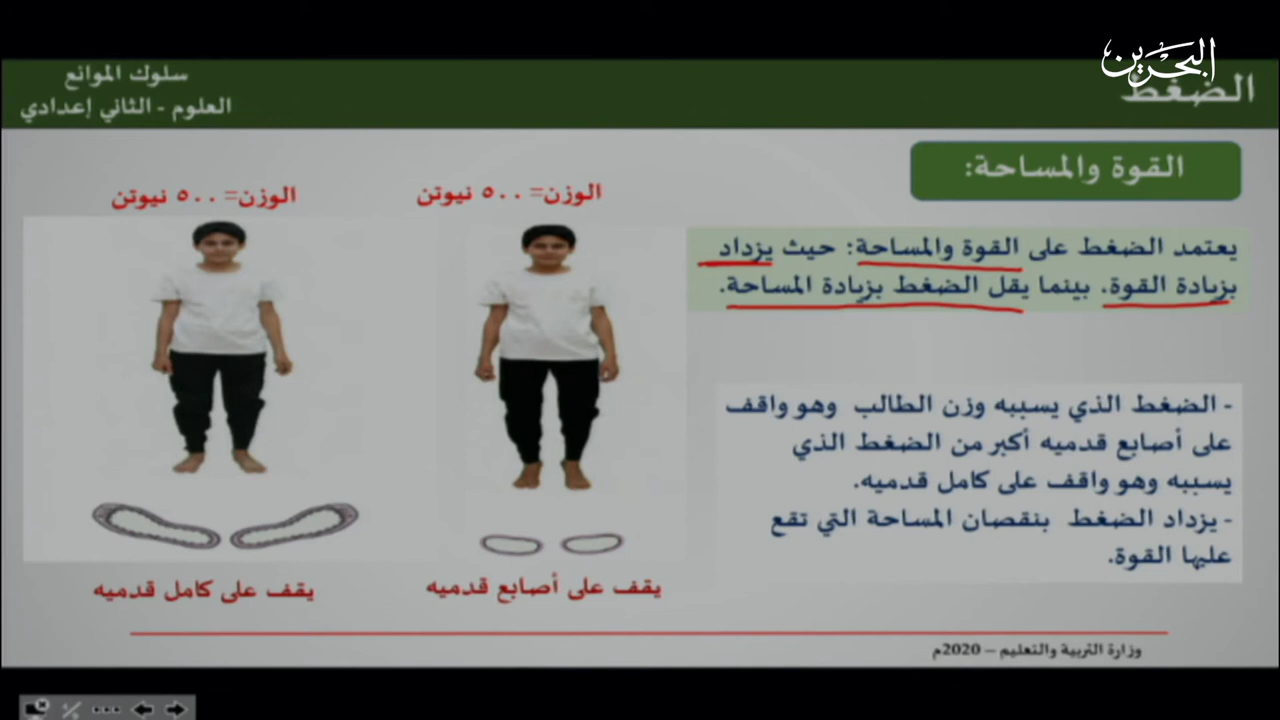 البحرين
الضغط
سلوك الموائع
العلوم - الثاني إعدادي
القوة والمساحة:
يعتمد الضغط على القوة والمساحة: حيث يزداد
بزيادة القوة. بينما يقل الضغط بزيادة المساحة.
- الضغط الذي يسببه وزن الطالب وهو واقف
على أصابع قدميه أكبر من الضغط الذي
يسببه وهو واقف على كامل قدميه.
- يزداد الضغط بنقصان المساحة التي تقع
عليها القوة.
الوزن= ٥٠٠ نيوتن
الوزن= ٥٠٠ نيوتن
يقف على أصابع قدميه
يقف على كامل قدميه
وزارة التربية والتعليم – 2020م